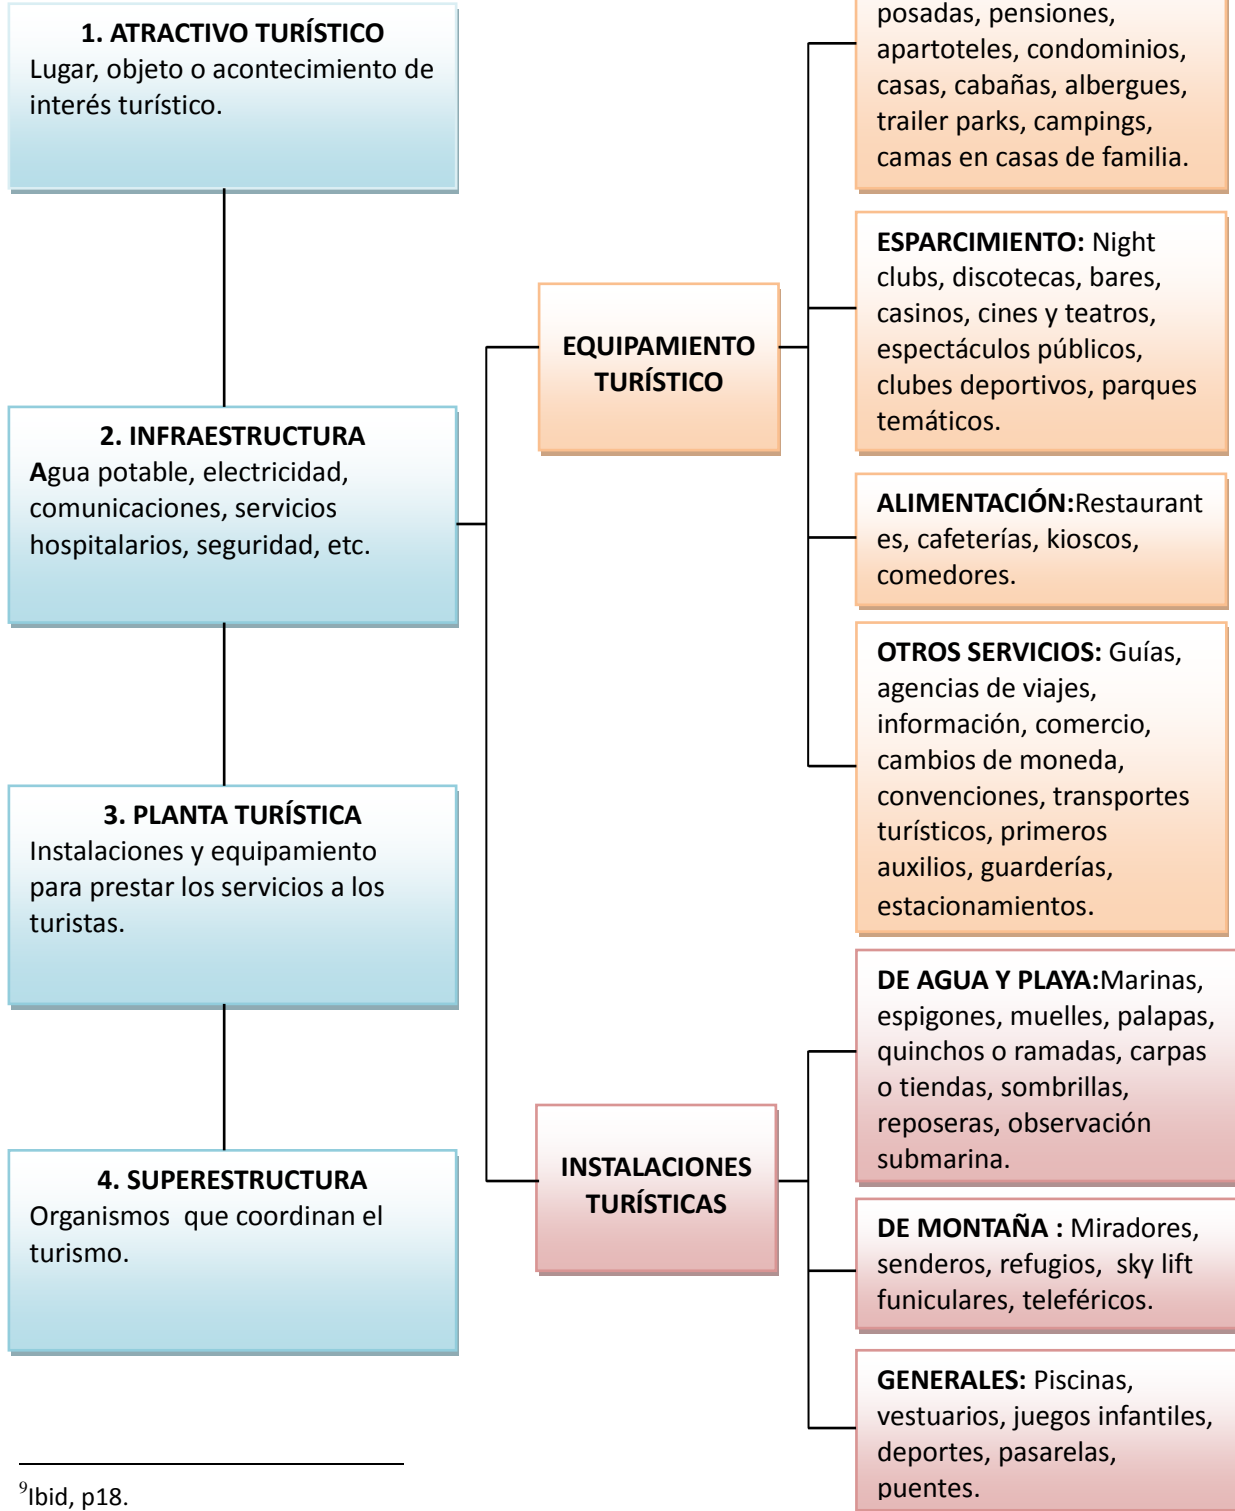 1. ATRACTIVO TURÍSTICO
Lugar, objeto o acontecimiento de
interés turístico.
2. INFRAESTRUCTURA
Agua potable, electricidad,
comunicaciones, servicios
hospitalarios, seguridad, etc.
3. PLANTA TURÍSTICA
Instalaciones y equipamiento
para prestar los servicios a los
turistas.
4. SUPERESTRUCTURA
Organismos  que coordinan el
turismo.
EQUIPAMIENTO
TURÍSTICO
posadas, pensiones,
apartoteles, condominios,
casas, cabañas, albergues,
trailer parks, campings,
camas en casas de familia.
ESPARCIMIENTO: Night
clubs, discotecas, bares,
casinos, cines y teatros,
espectáculos públicos,
clubes deportivos, parques
temáticos.
ALIMENTACIÓN:Restaurant
es, cafeterías, kioscos,
comedores.
OTROS SERVICIOS: Guías,
agencias de viajes,
información, comercio,
cambios de moneda,
convenciones, transportes
turísticos, primeros
auxilios, guarderías,
estacionamientos.
INSTALACIONES
TURÍSTICAS
DE AGUA Y PLAYA:Marinas,
espigones, muelles, palapas,
quinchos o ramadas, carpas
o tiendas, sombrillas,
reposeras, observación
submarina.
DE MONTAÑA : Miradores,
senderos, refugios,  sky lift
funiculares, teleféricos.
GENERALES: Piscinas,
vestuarios, juegos infantiles,
deportes, pasarelas,
puentes.
9Ibid, p18.